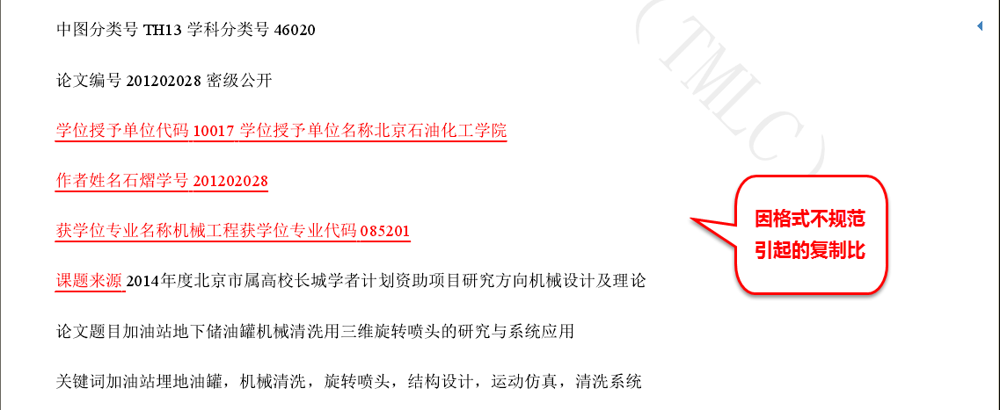 中图分类号 TH13 学科分类号 46020
论文编号 201202028 密级公开
学位授予单位代码 10017 学位授予单位名称北京石油化工学院
作者姓名石熠学号 201202028
获学位专业名称机械工程获学位专业代码 085201
课题来源 2014年度北京市属高校长城学者计划资助项目研究方向机械设计及理论
论文题目加油站地下储油罐机械清洗用三维旋转喷头的研究与系统应用
关键词加油站埋地油罐，机械清洗，旋转喷头，结构设计，运动仿真，清洗系统
（TMLC）
因格式不规范
引起的复制比